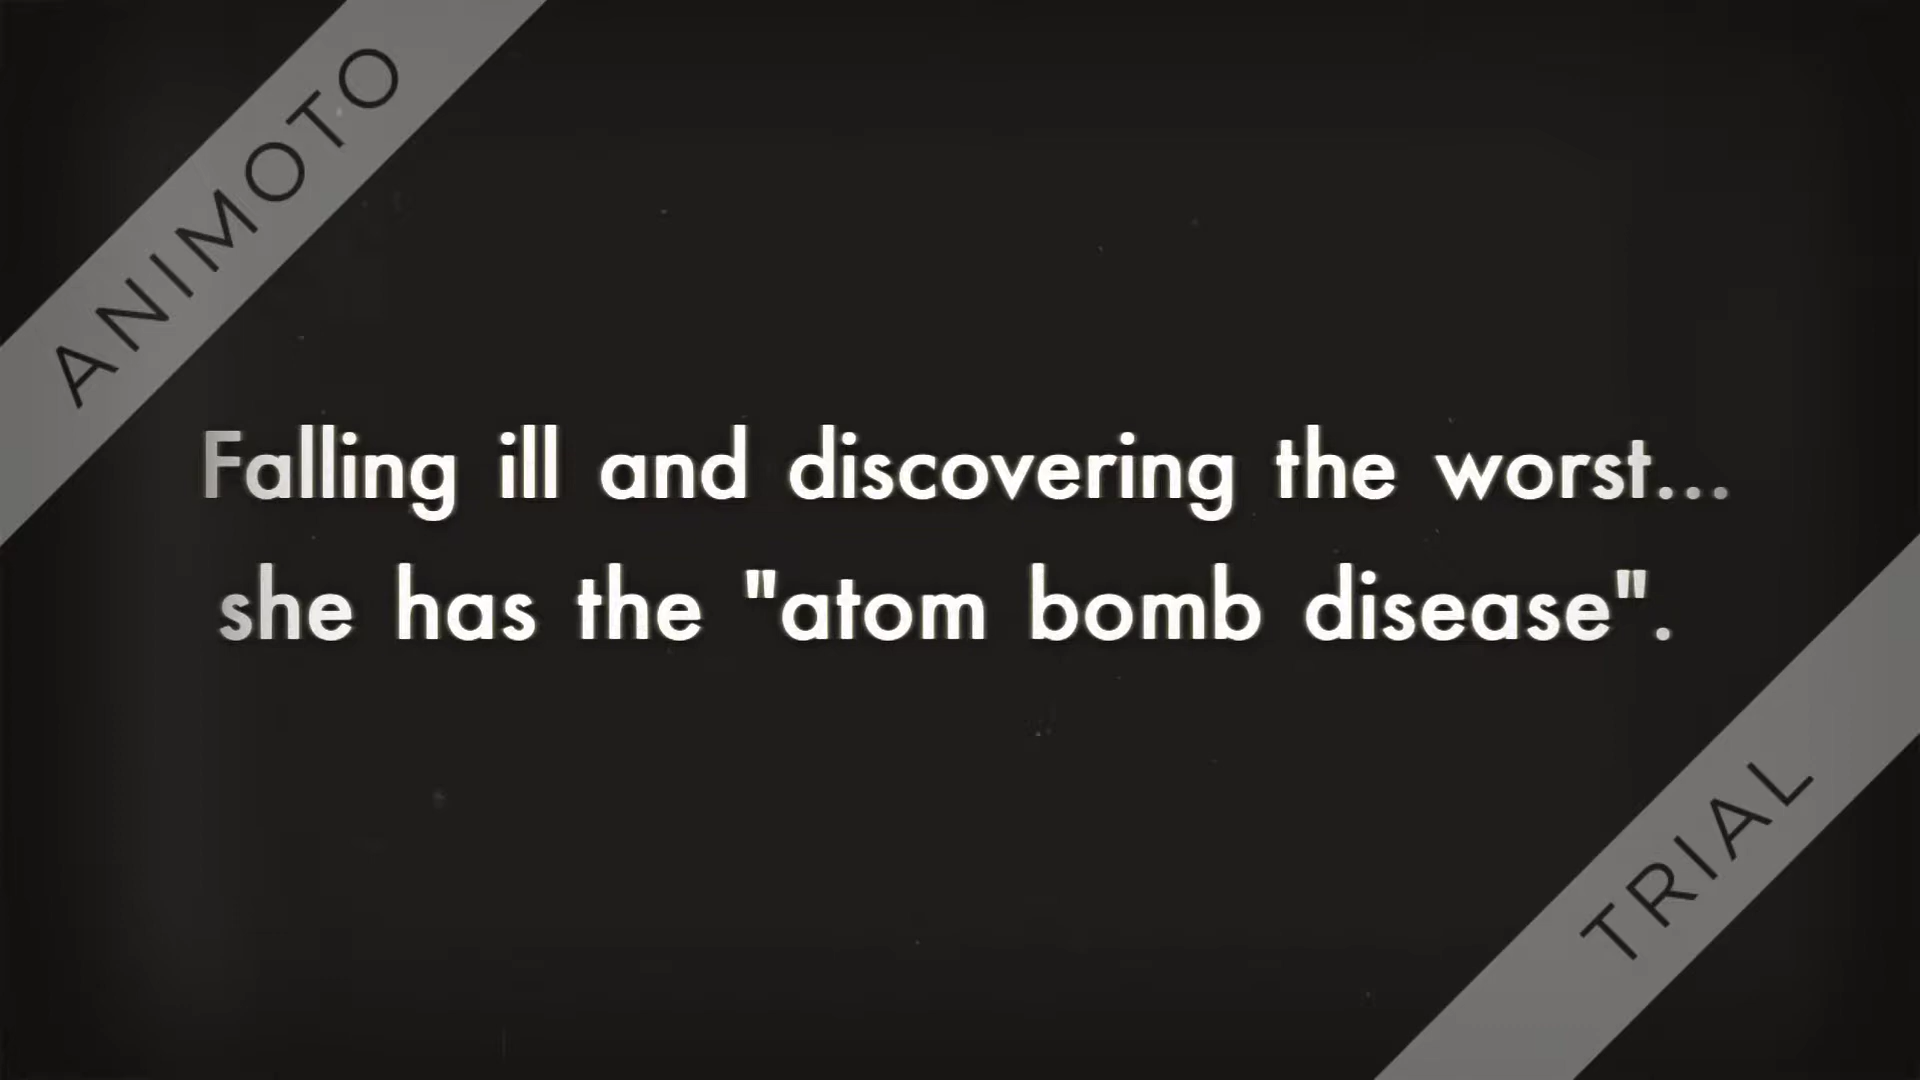 ANIMOTO
Falling ill and discovering the worst...
she has the "atom bomb disease".
TRIAL